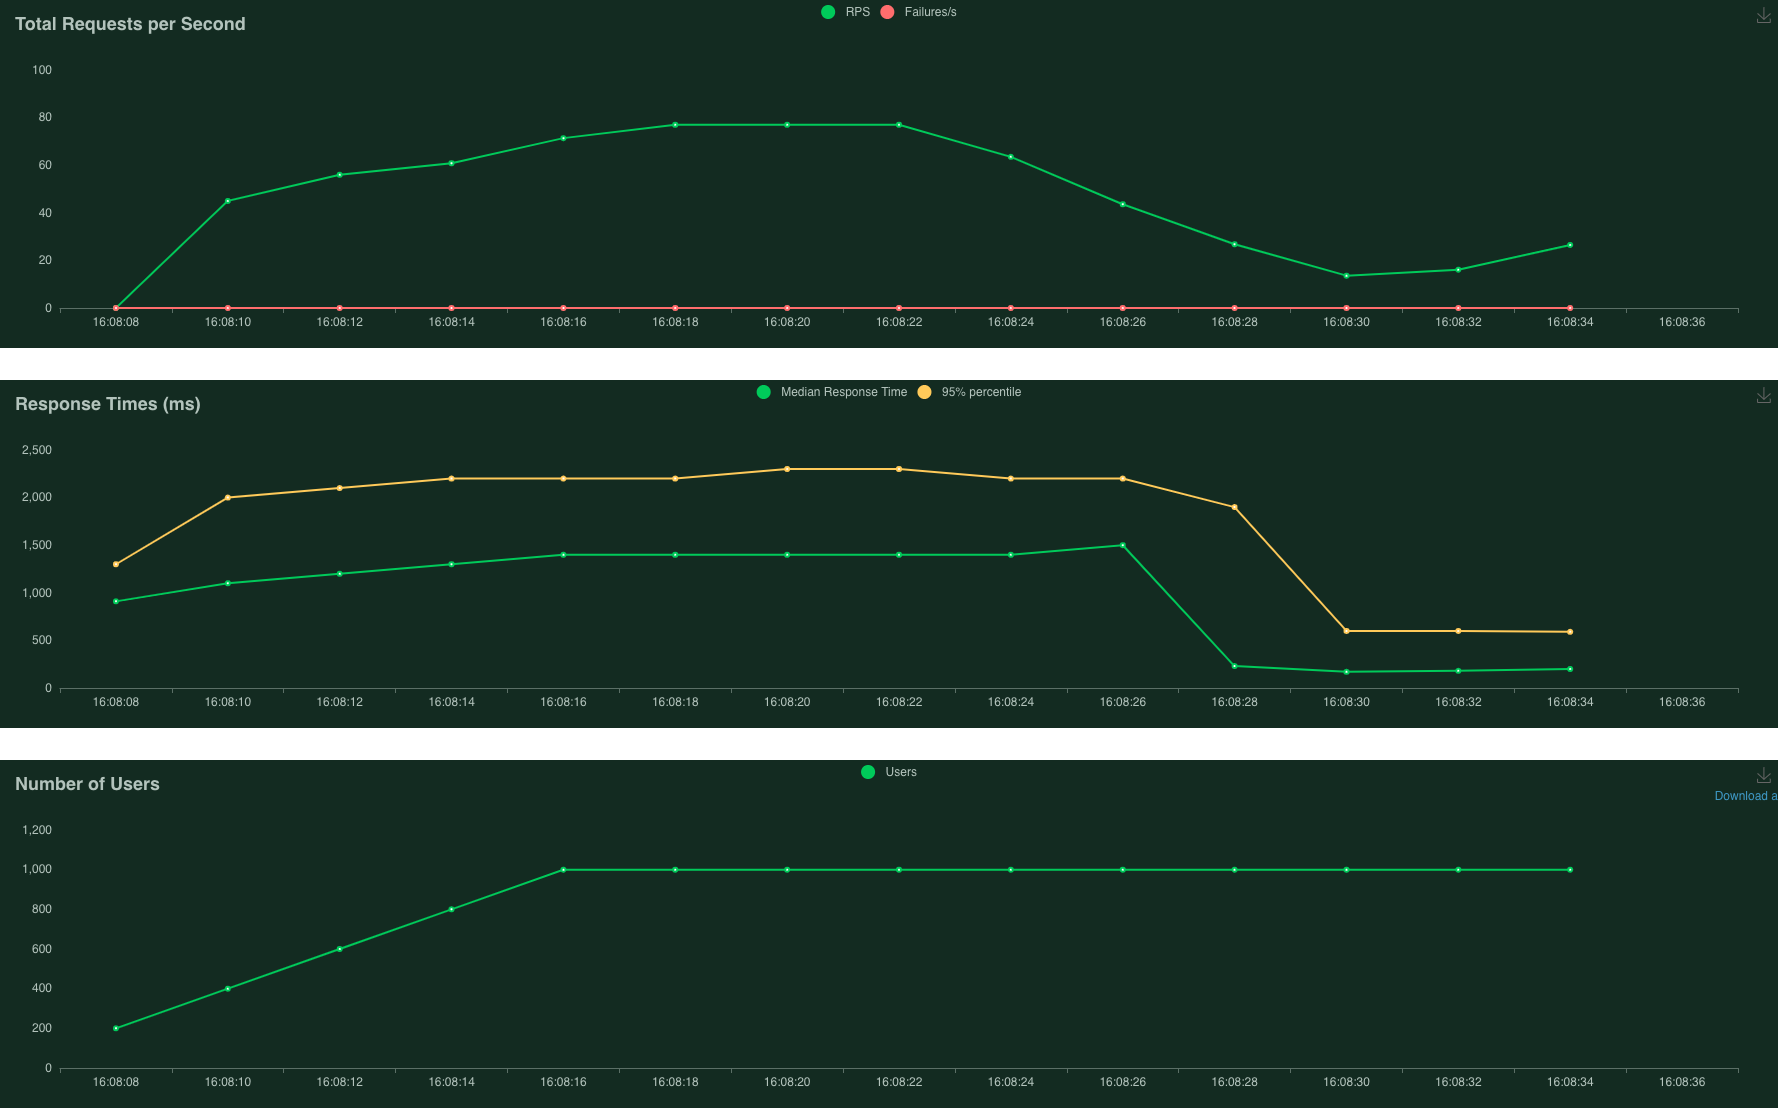 Total Requests per Second
RPS Failures/s
100
80
60
40
20
0
16:08:08 16:08:10 16:08:12 16:08:14 16:08:16 16:08:18 16:08:20 16:08:22 16:08:24 16:08:26 16:08:28 16:08:30 16:08:32 16:08:34 16:08:36
Response Times (ms)
Median Response Time 95% percentile
2,500
2,000
1,500
1,000
500
0
16:08:08 16:08:10 16:08:12 16:08:14 16:08:16 16:08:18 16:08:20 16:08:22 16:08:24 16:08:26 16:08:28 16:08:30 16:08:32 16:08:34 16:08:36
Number of Users
Users
Download a
1,200
1,000
800
600
400
200
0
16:08:08 16:08:10 16:08:12 16:08:14 16:08:16 16:08:18 16:08:20 16:08:22 16:08:24 16:08:26 16:08:28 16:08:30 16:08:32 16:08:34 16:08:36